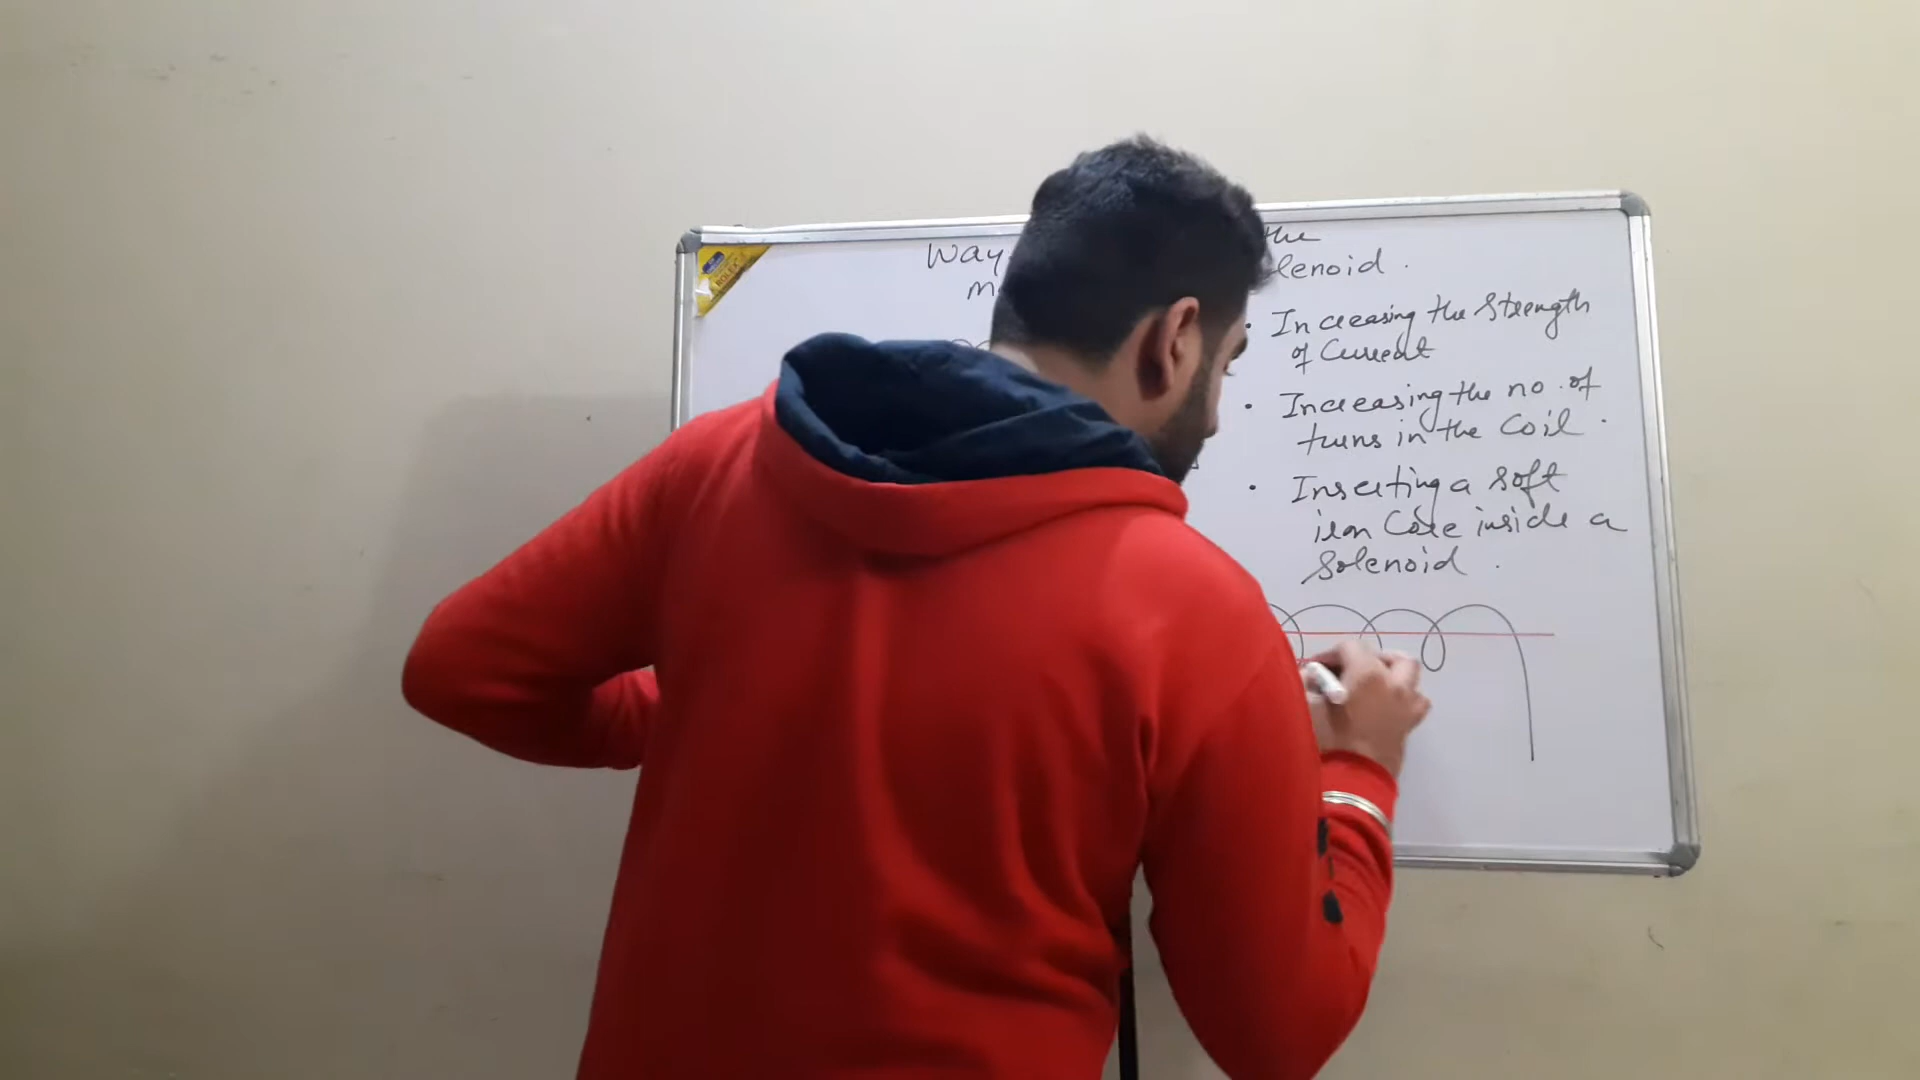 Way the
lenoid.
• Increasing the Strength
of Current
• Increasing the no. of
turns in the Coil.
• Inserting a soft
iron Core inside a
Solenoid.
ROLEX